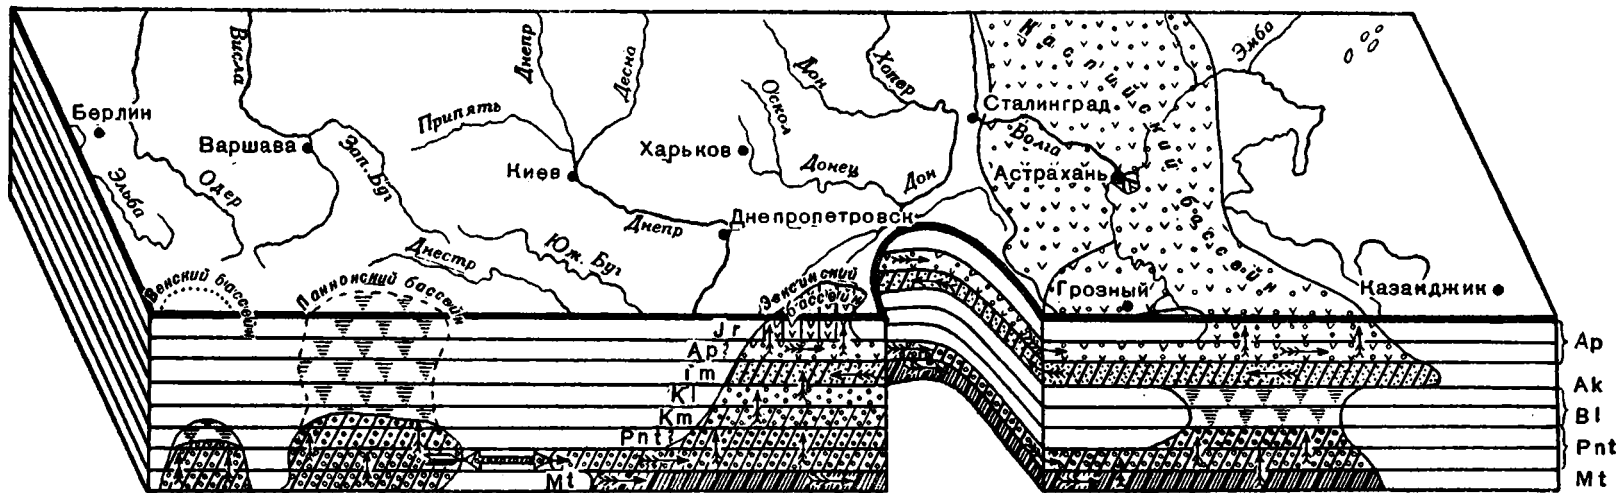 Висла
Днепр
Десна
Дон
Хопер
Оскол
Каспийский бассейн
Эмба
Берлин
Сталинград
Припять
Варшава
Зап. Буг
Харьков
Волга
Киев
Донец
Дон
Астрахань
Эльба
Одер
Днепропетровск
Днепр
Юж. Буг
Днестр
Венский бассейн
Паннонский бассейн
Эвксинский бассейн
Грозный
Казанджик
Jr
Ap?
Kl
Km
Pnt?
Mt
Ap
Ak
Bl
Pnt
Mt